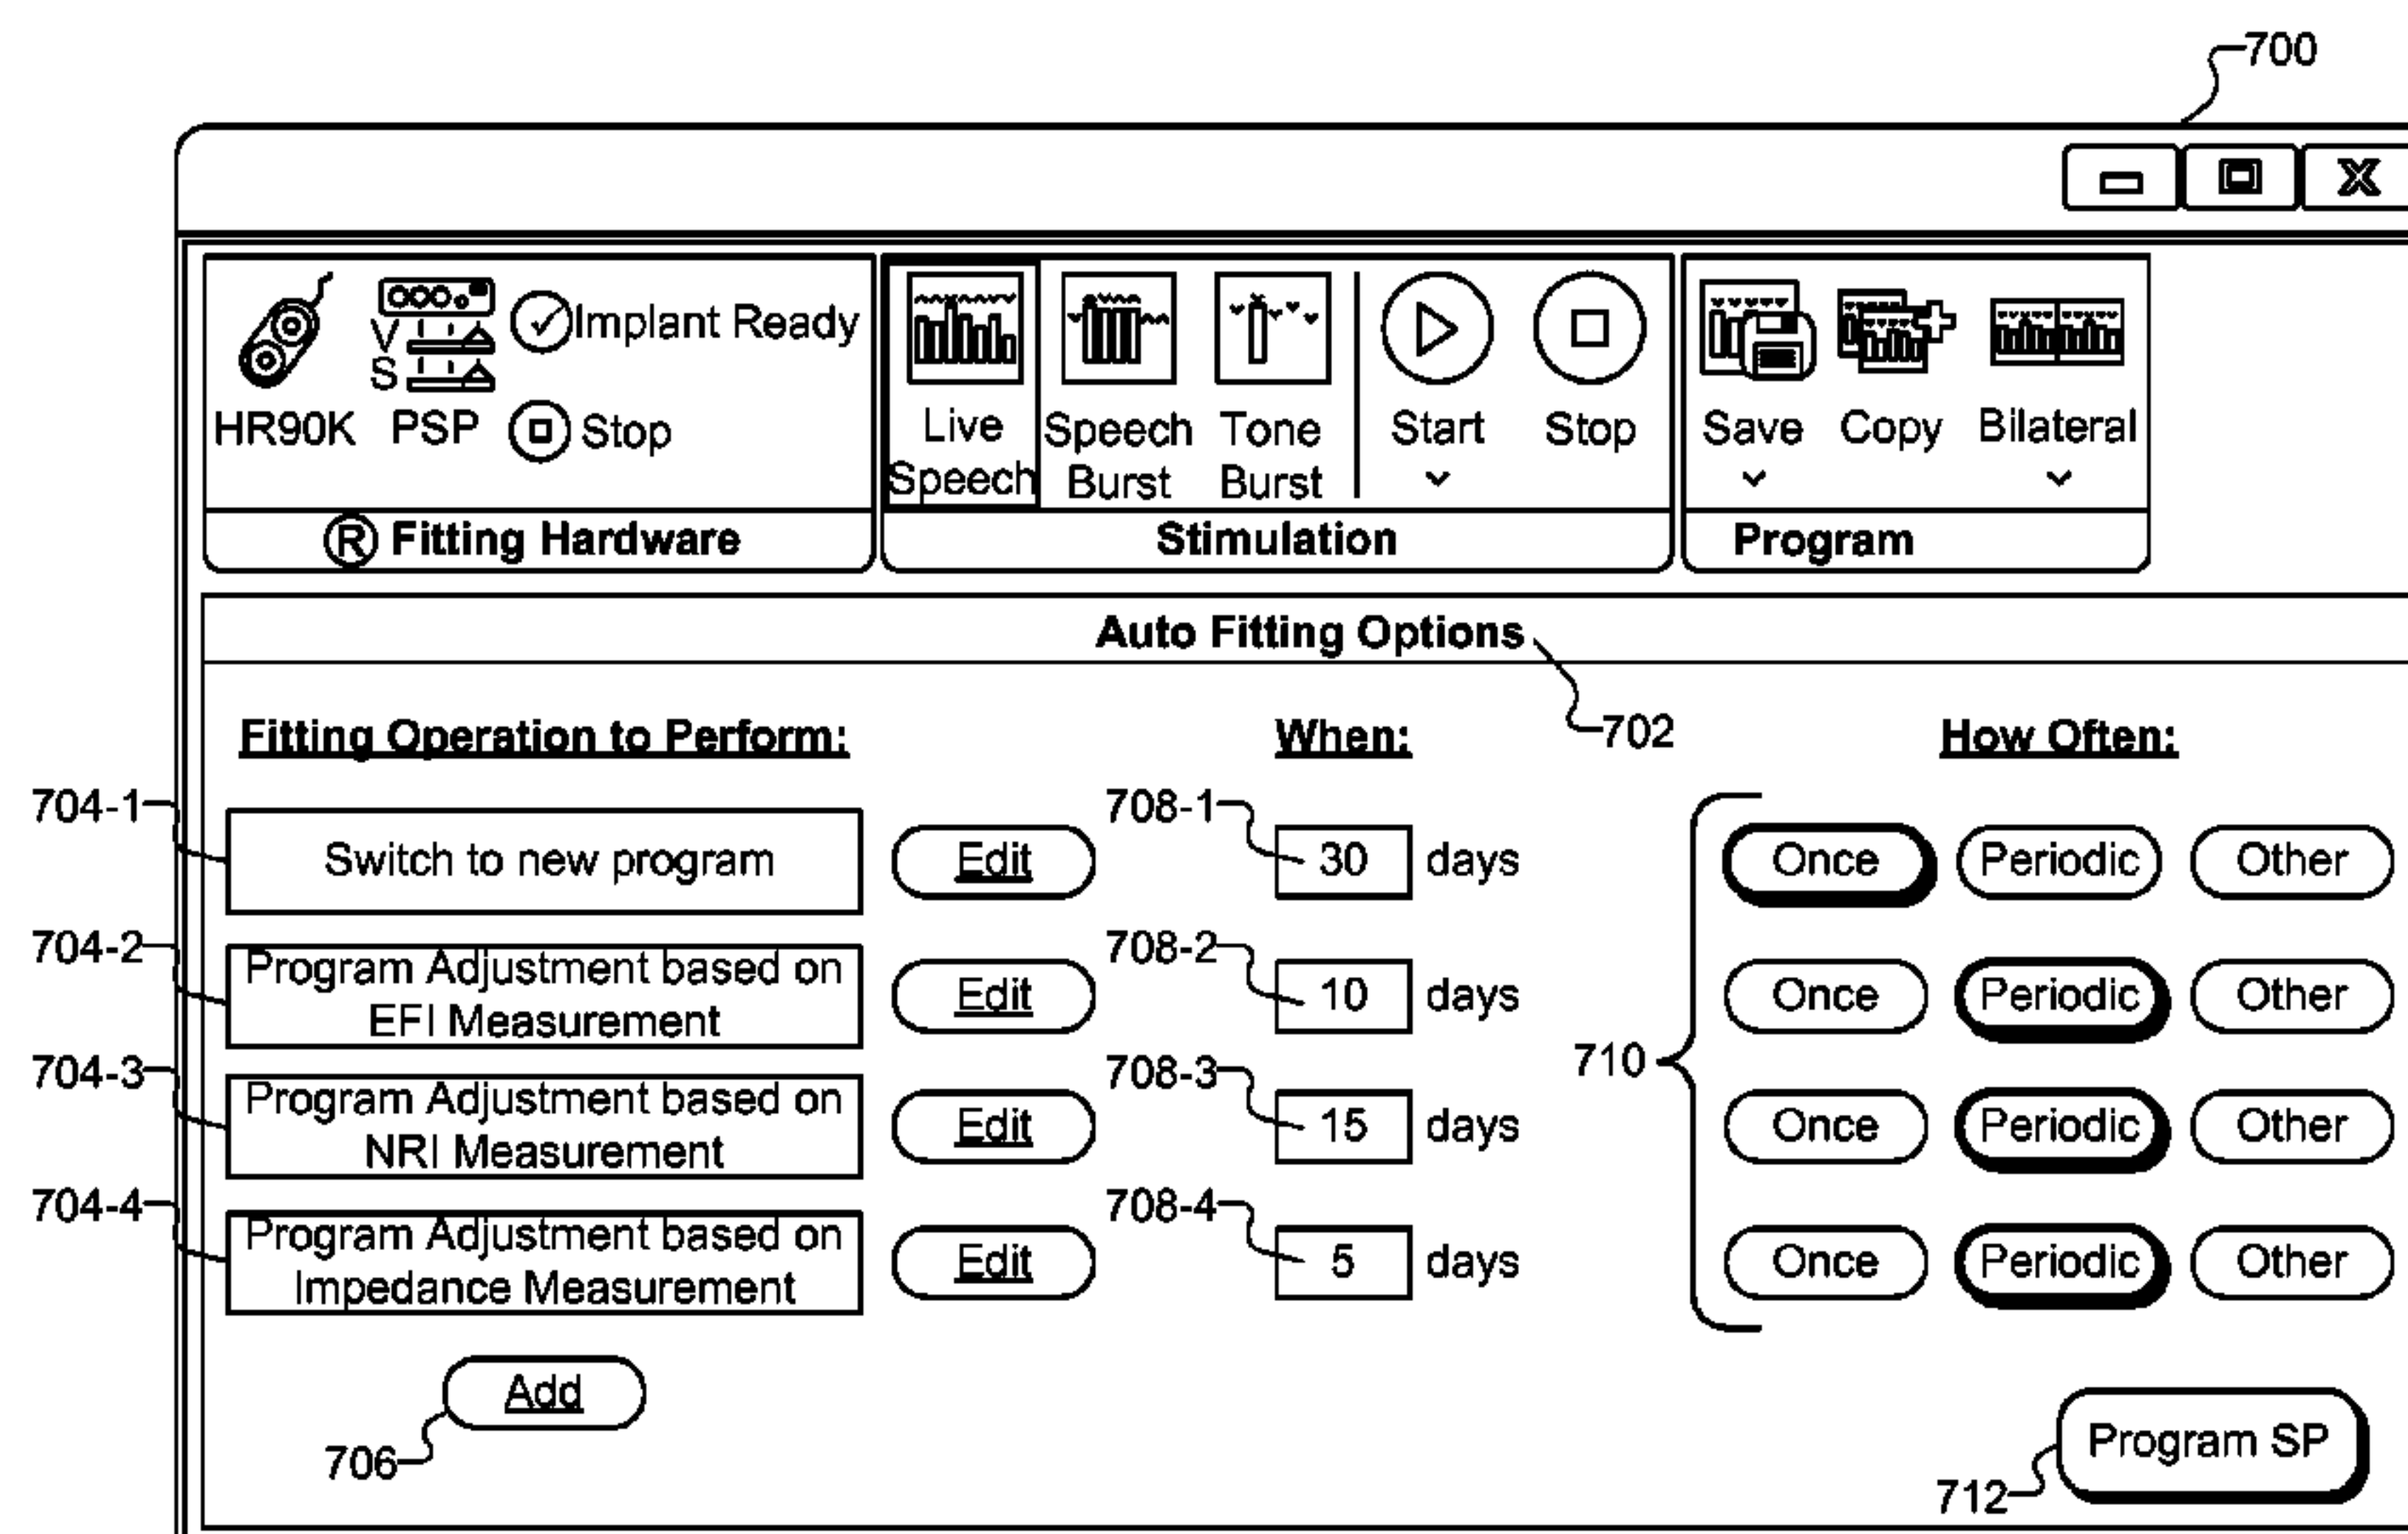 700
X
V
S
Implant Ready
HR90K
PSP
Stop
Live
Speech
Speech
Burst
Tone
Burst
Start
Stop
Save
Copy
Bilateral
® Fitting Hardware
Stimulation
Program
Auto Fitting Options
702
Fitting Operation to Perform:
When:
How Often:
704-1
Switch to new program
Edit
708-1
30 days
Once
Periodic
Other
704-2
Program Adjustment based on
EFI Measurement
Edit
708-2
10 days
Once
Periodic
Other
710
704-3
Program Adjustment based on
NRI Measurement
Edit
708-3
15 days
Once
Periodic
Other
704-4
Program Adjustment based on
Impedance Measurement
Edit
708-4
5 days
Once
Periodic
Other
Add
706
Program SP
712